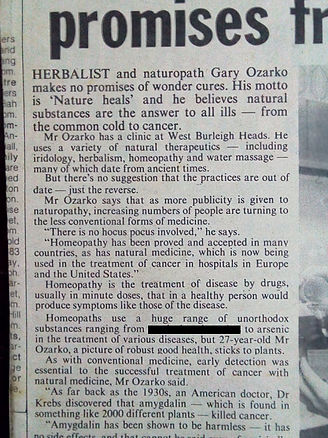 promises fr
HERBALIST and naturopath Gary Ozarko
makes no promises of wonder cures. His motto
is ‘Nature heals’ and he believes natural
substances are the answer to all ills — from
the common cold to cancer.
Mr Ozarko has a clinic at West Burleigh Heads. He
uses a variety of natural therapeutics — including
iridology, herbalism, homeopathy and water massage —
many of which date from ancient times.
But there's no suggestion that the practices are out of
date — just the reverse.
Mr Ozarko says that as more publicity is given to
naturopathy, increasing numbers of people are turning to
the less conventional forms of medicine.
"There is no hocus pocus involved," he says.
"Homeopathy has been proved and accepted in many
countries, as has natural medicine, which is now being
used in the treatment of cancer in hospitals in Europe
and the United States."
Homeopathy is the treatment of disease by drugs,
usually in minute doses, that in a healthy person would
produce symptoms like those of the disease.
Homeopaths use a huge range of unorthodox
substances ranging from to arsenic
in the treatment of various diseases, but 27-year-old Mr
Ozarko, a picture of robust good health, sticks to plants.
As with conventional medicine, early detection was
essential to the successful treatment of cancer with
natural medicine, Mr Ozarko said.
"As far back as the 1930s, an American doctor, Dr
Krebs discovered that amygdalin — which is found in
something like 2000 different plants — killed cancer.
"Amygdalin has been shown to be harmless — it has
no side effects, and that cannot be said